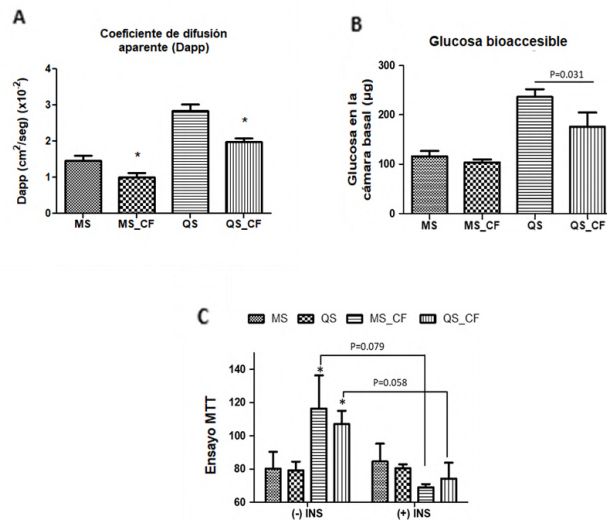 A
Coeficiente de difusión
aparente (Dapp)
Dapp (cm²/seg) (x10⁻²)
4
3
2
1
0
*
*
MS
MS_CF
QS
QS_CF
B
Glucosa bioaccesible
Glucosa en la
cámara basal (µg)
300
200
100
0
P=0.031
MS
MS_CF
QS
QS_CF
C
MS
QS
MS_CF
QS_CF
Ensayo MTT
140
120
100
80
60
P=0.079
P=0.058
*
*
(-) INS
(+) INS